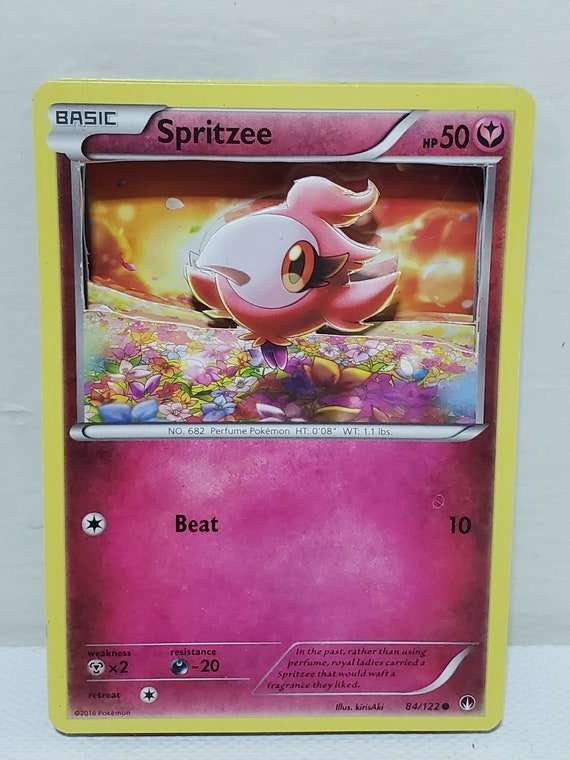 BASIC
Spritzee
HP 50
NO. 682 Perfume Pokémon HT: 0'08" WT: 1.1 lbs.
Beat 10
weakness
×2
resistance
-20
retreat
In the past, rather than using
perfume, royal ladies carried a
Spritzee that would waft a
fragrance they liked.
©2016 Pokémon
Illus. kirisAki
84/122